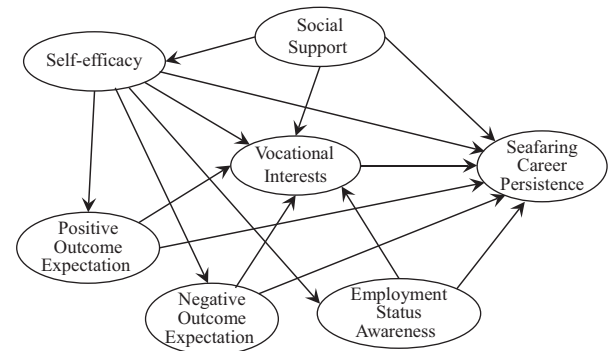 Social
Support
Self-efficacy
Vocational
Interests
Seafaring
Career
Persistence
Positive
Outcome
Expectation
Negative
Outcome
Expectation
Employment
Status
Awareness